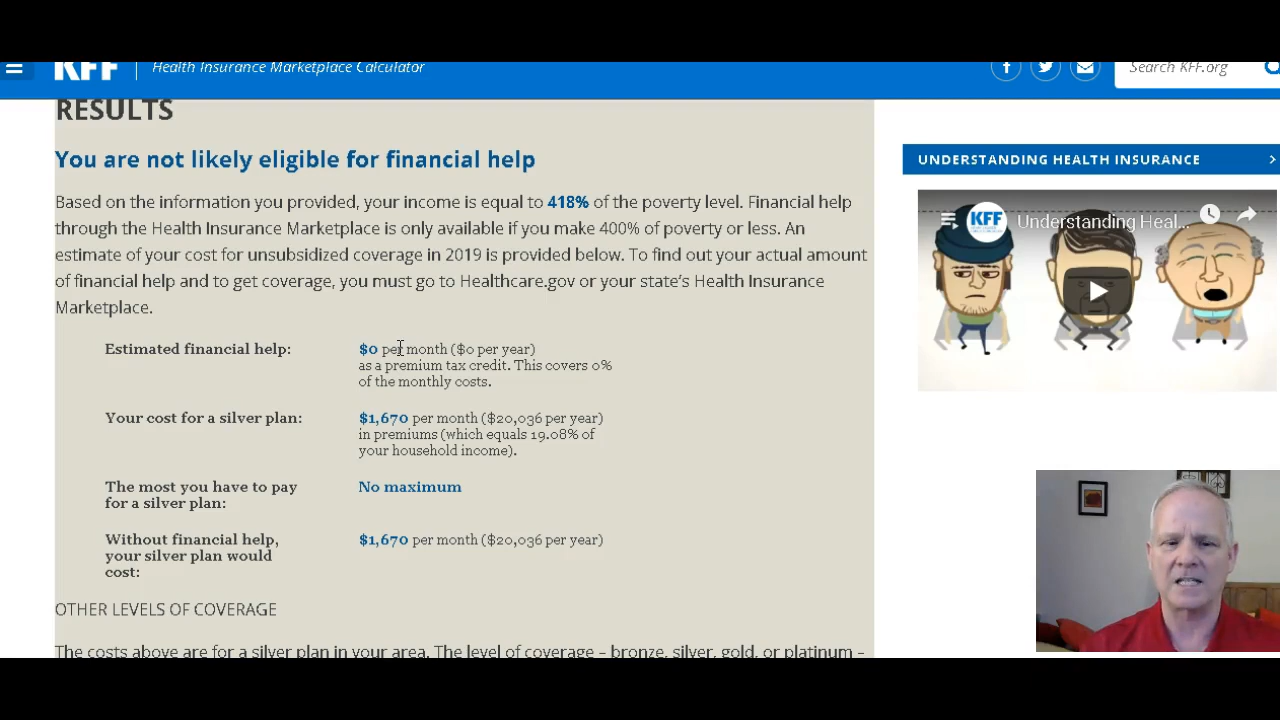 KFF
Health Insurance Marketplace Calculator
Search KFF.org
RESULTS
You are not likely eligible for financial help
Based on the information you provided, your income is equal to 418% of the poverty level. Financial help
through the Health Insurance Marketplace is only available if you make 400% of poverty or less. An
estimate of your cost for unsubsidized coverage in 2019 is provided below. To find out your actual amount
of financial help and to get coverage, you must go to Healthcare.gov or your state's Health Insurance
Marketplace.
Estimated financial help:
$0 per month ($0 per year)
as a premium tax credit. This covers 0%
of the monthly costs.
Your cost for a silver plan:
$1,670 per month ($20,036 per year)
in premiums (which equals 19.08% of
your household income).
The most you have to pay
for a silver plan:
No maximum
Without financial help,
your silver plan would
cost:
$1,670 per month ($20,036 per year)
OTHER LEVELS OF COVERAGE
The costs above are for a silver plan in your area. The level of coverage – bronze, silver, gold, or platinum –
UNDERSTANDING HEALTH INSURANCE
KFF
Understanding Heal...